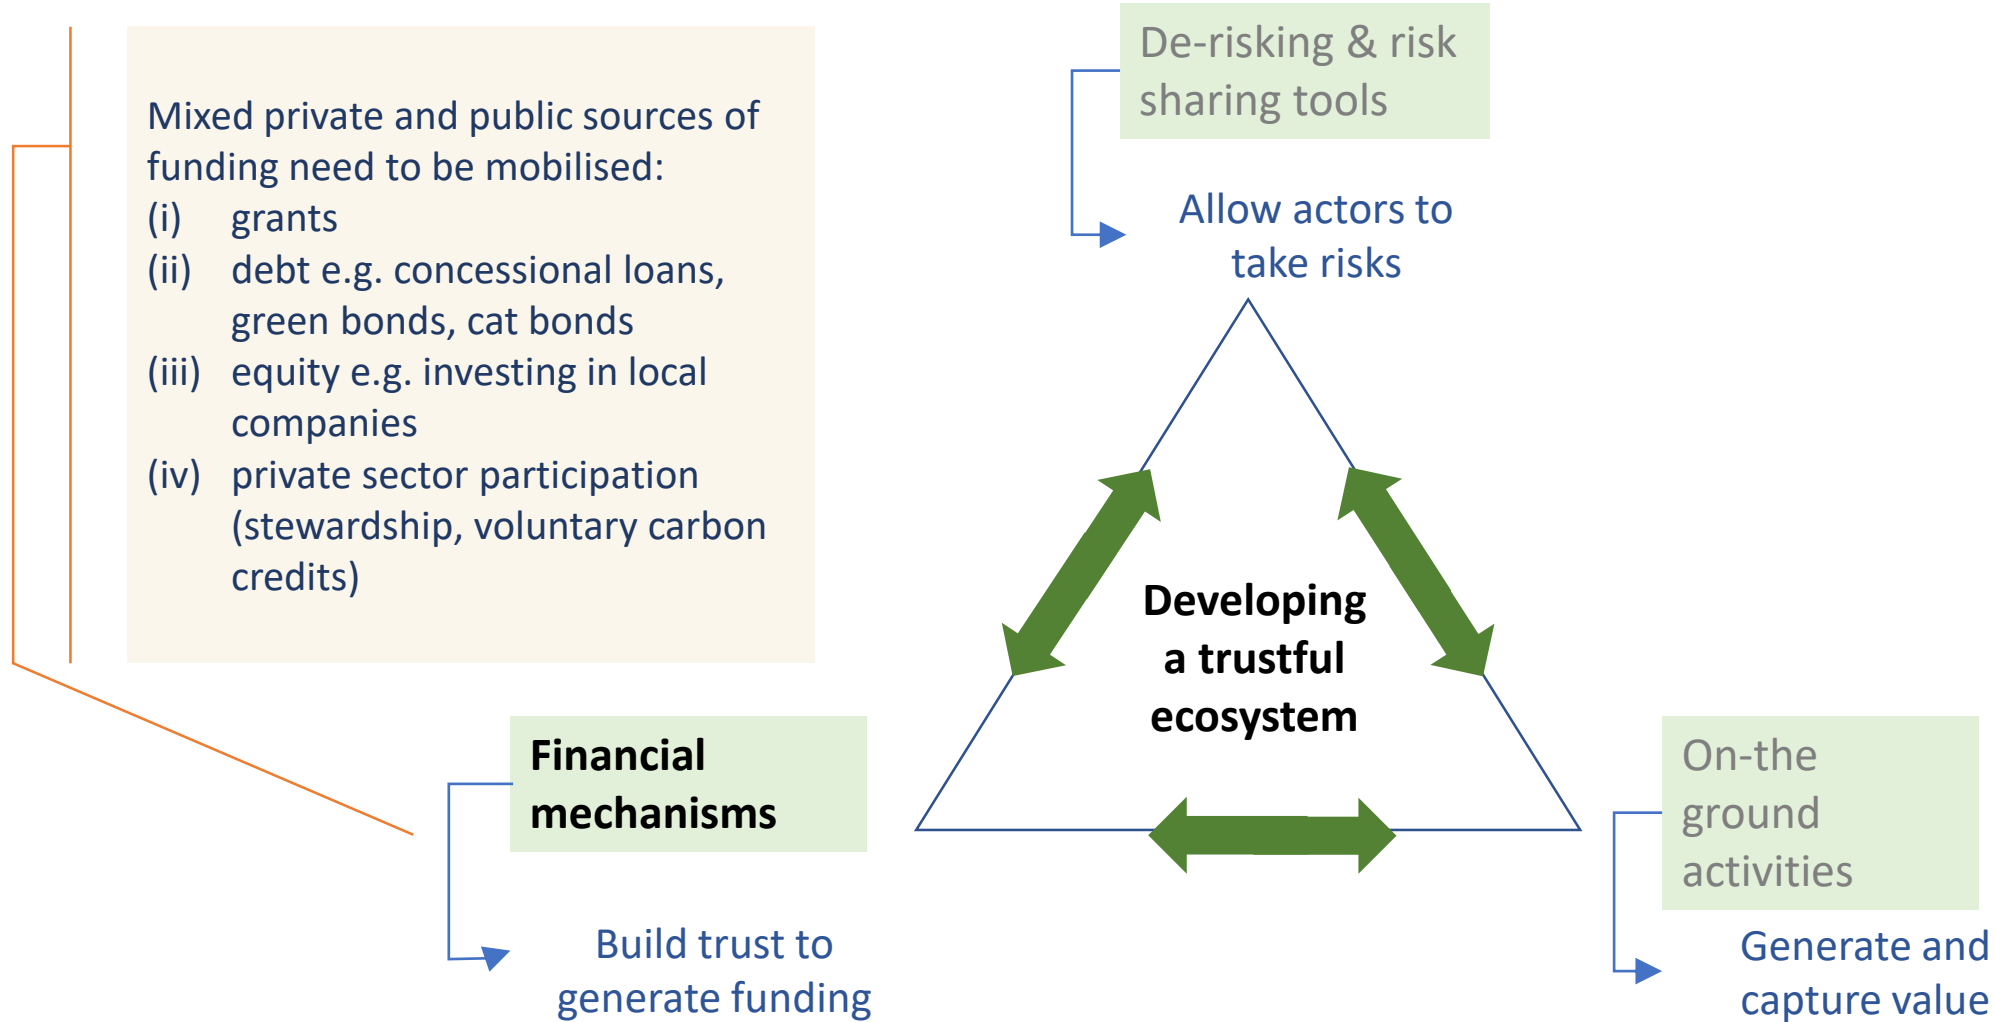 Mixed private and public sources of
funding need to be mobilised:
(i) grants
(ii) debt e.g. concessional loans,
green bonds, cat bonds
(iii) equity e.g. investing in local
companies
(iv) private sector participation
(stewardship, voluntary carbon
credits)
De-risking & risk
sharing tools
Allow actors to
take risks
Developing
a trustful
ecosystem
Financial
mechanisms
Build trust to
generate funding
On-the
ground
activities
Generate and
capture value